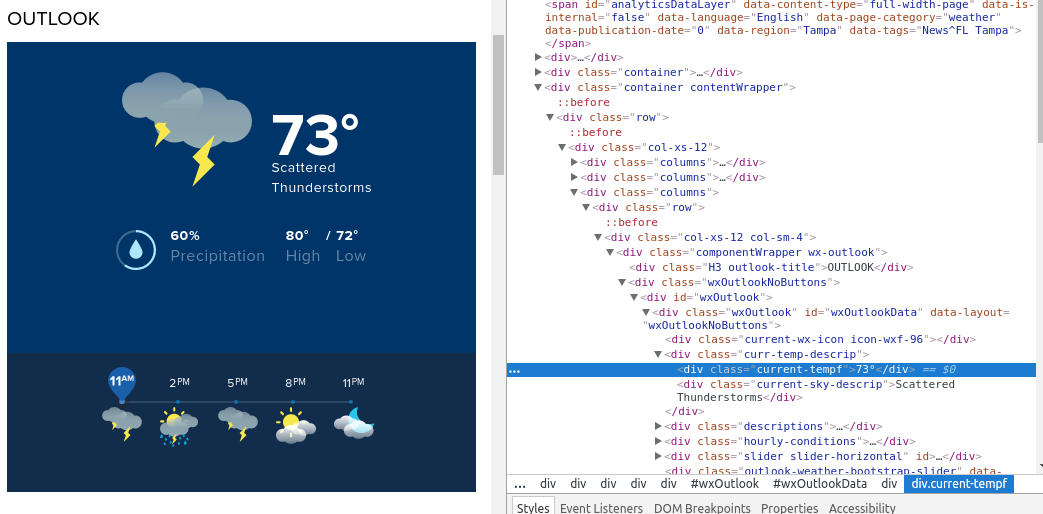 OUTLOOK
73°
Scattered
Thunderstorms
60%
Precipitation
80° / 72°
High Low
11AM 2PM 5PM 8PM 11PM
<span id="analyticsDataLayer" data-content-type="full-width-page" data-is-
internal="false" data-language="English" data-page-category="weather"
data-publication-date="0" data-region="Tampa" data-tags="News^FL Tampa">
</span>
<div>…</div>
<div class="container">…</div>
<div class="container contentWrapper">
::before
<div class="row">
::before
<div class="col-xs-12">
<div class="columns">…</div>
<div class="columns">…</div>
<div class="columns">
<div class="row">
::before
<div class="col-xs-12 col-sm-4">
<div class="componentWrapper wx-outlook">
<div class="H3 outlook-title">OUTLOOK</div>
<div class="wxOutlookNoButtons">
<div id="wxOutlook">
<div class="wxOutlook" id="wxOutlookData" data-layout=
"wxOutlookNoButtons">
<div class="current-wx-icon icon-wxf-96"></div>
<div class="curr-temp-descrip">
… <div class="current-tempf">73°</div> == $0
<div class="current-sky-descrip">Scattered
Thunderstorms</div>
</div>
<div class="descriptions">…</div>
<div class="hourly-conditions">…</div>
<div class="slider slider-horizontal" id>…</div>
<div class="outlook-weather-bootstrap-slider" data-
… div div div div div #wxOutlook #wxOutlookData div div.current-tempf
Styles Event Listeners DOM Breakpoints Properties Accessibility